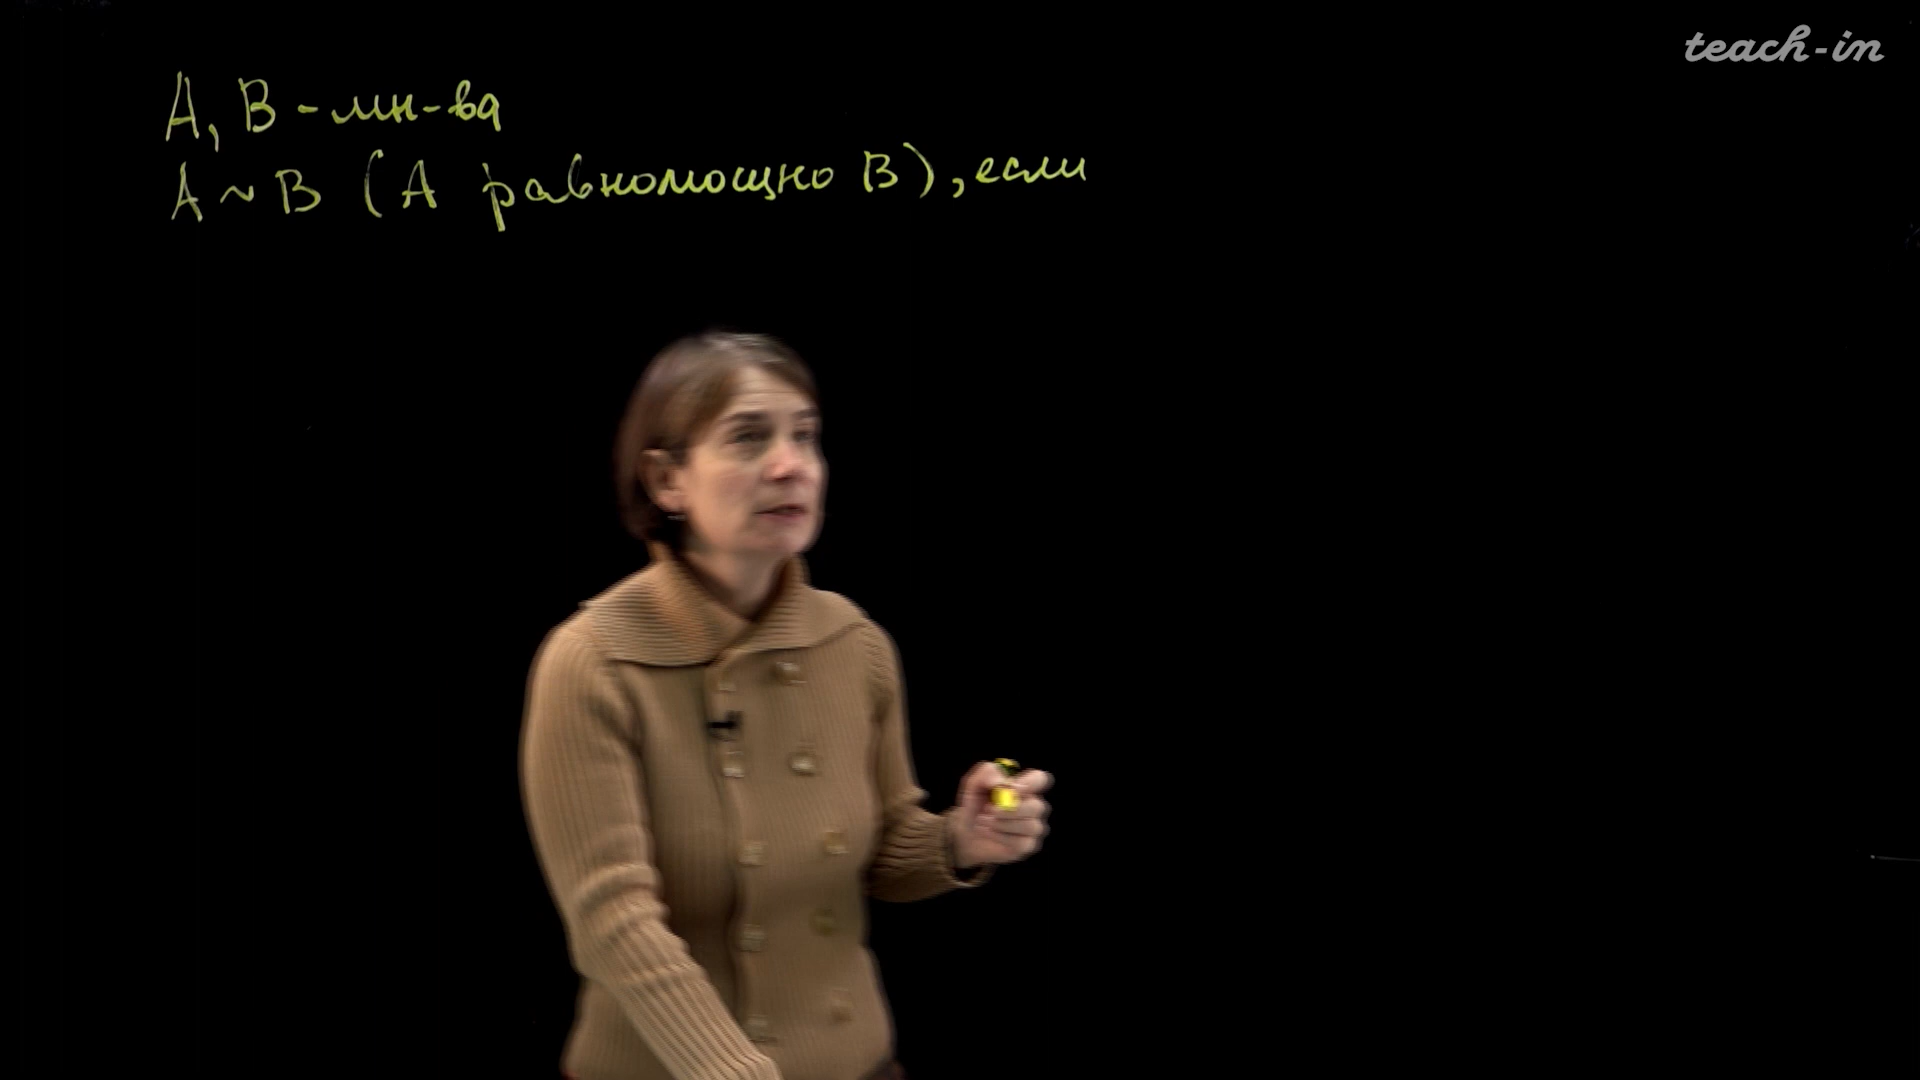 teach-in
A, B - мн-ва
A ~ B (A равномощно B), если